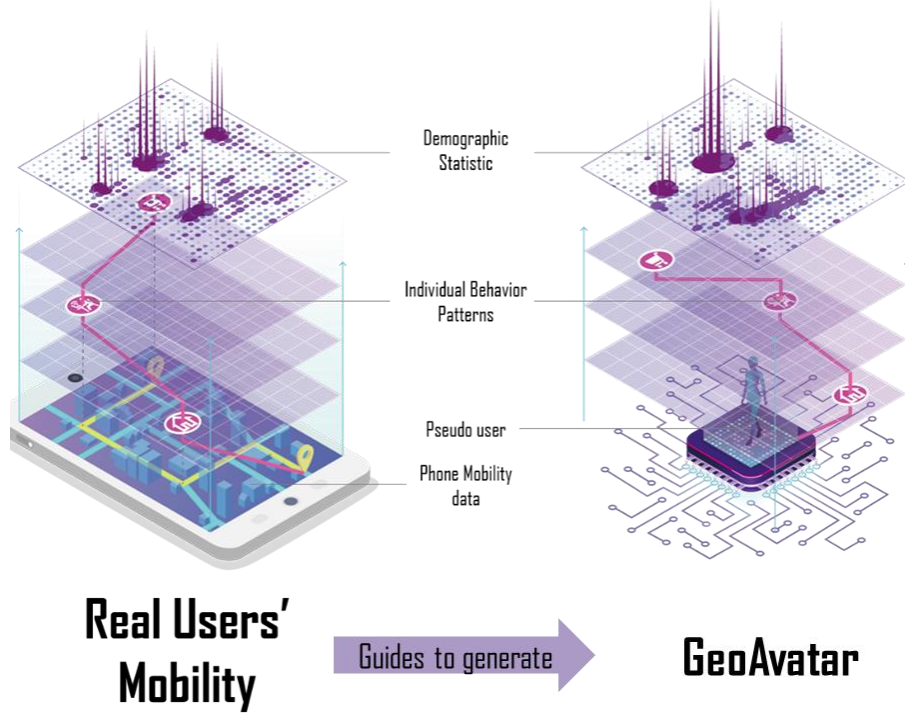 Demographic
Statistic
Individual Behavior
Patterns
Pseudo user
Phone Mobility
data
Real Users’
Mobility
Guides to generate
GeoAvatar